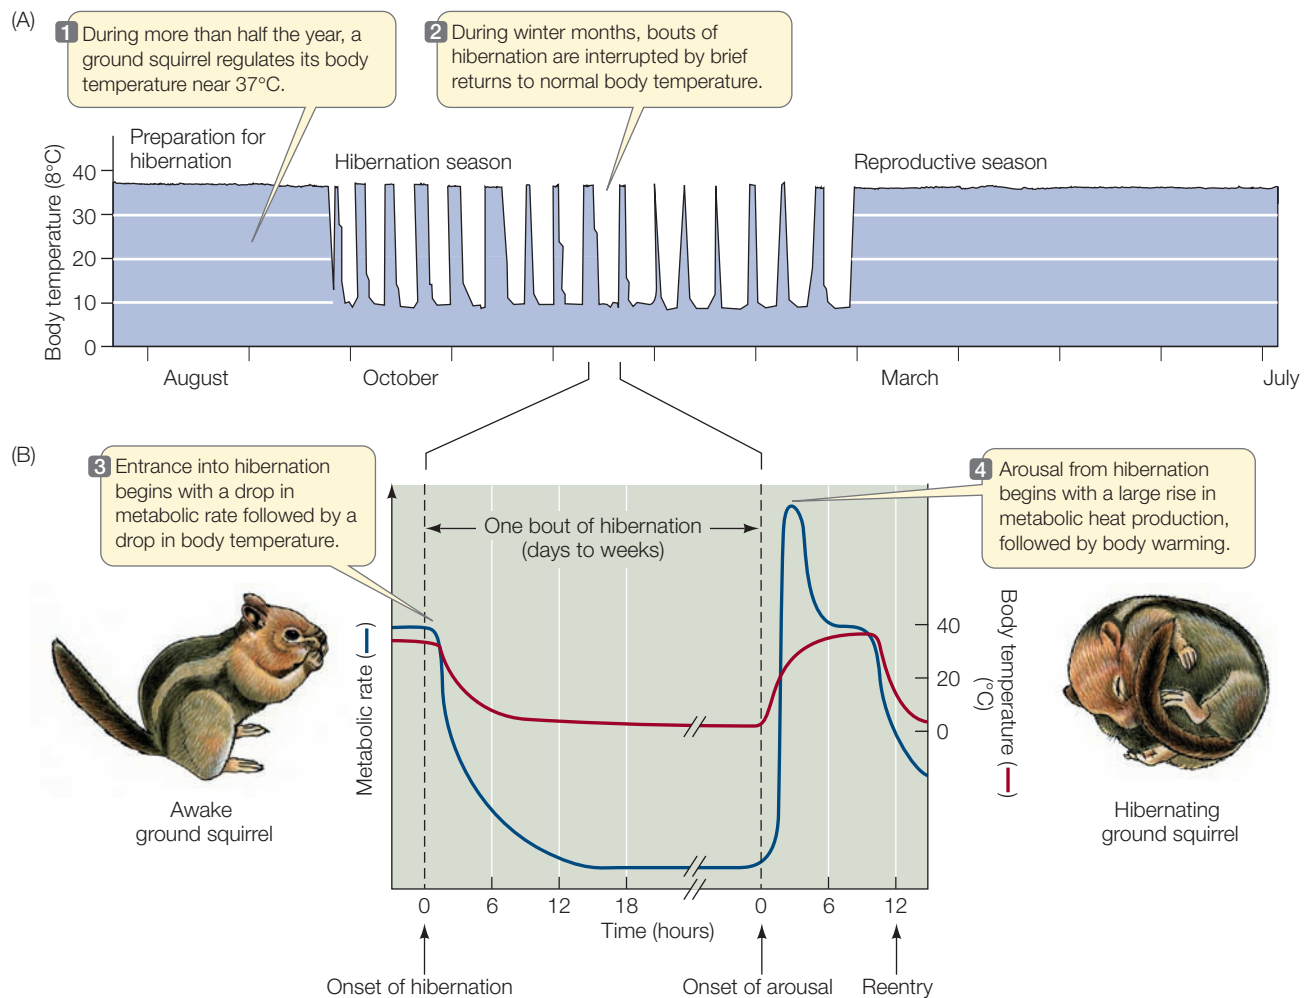 (A)
1 During more than half the year, a
ground squirrel regulates its body
temperature near 37°C.
2 During winter months, bouts of
hibernation are interrupted by brief
returns to normal body temperature.
Preparation for
hibernation
Hibernation season
Reproductive season
Body temperature (8°C)
40
30
20
10
0
August
October
March
July
(B)
3 Entrance into hibernation
begins with a drop in
metabolic rate followed by a
drop in body temperature.
4 Arousal from hibernation
begins with a large rise in
metabolic heat production,
followed by body warming.
One bout of hibernation
(days to weeks)
Metabolic rate (—)
Body temperature (—)
(°C)
40
20
0
Awake
ground squirrel
Hibernating
ground squirrel
0 6 12 18 0 6 12
Time (hours)
Onset of hibernation
Onset of arousal
Reentry